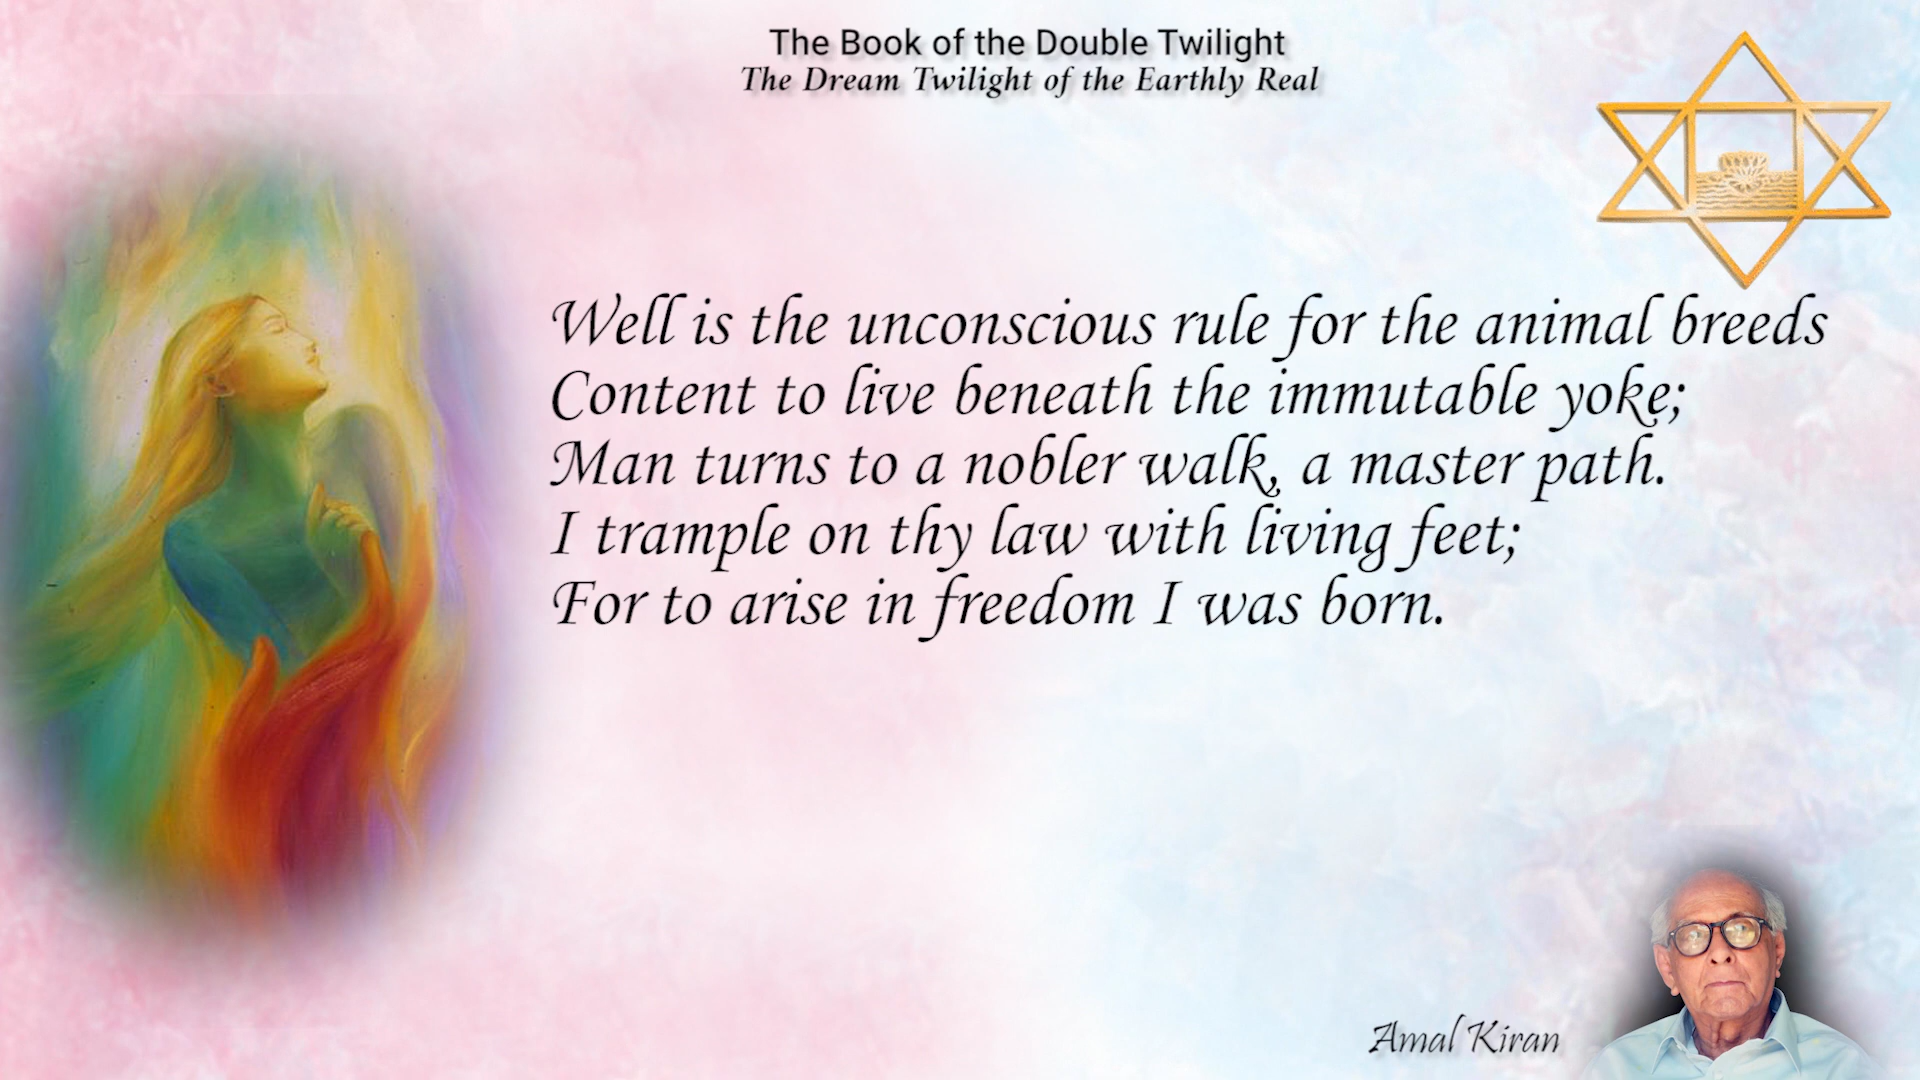 The Book of the Double Twilight
The Dream Twilight of the Earthly Real
Well is the unconscious rule for the animal breeds
Content to live beneath the immutable yoke;
Man turns to a nobler walk, a master path.
I trample on thy law with living feet;
For to arise in freedom I was born.
Amal Kiran